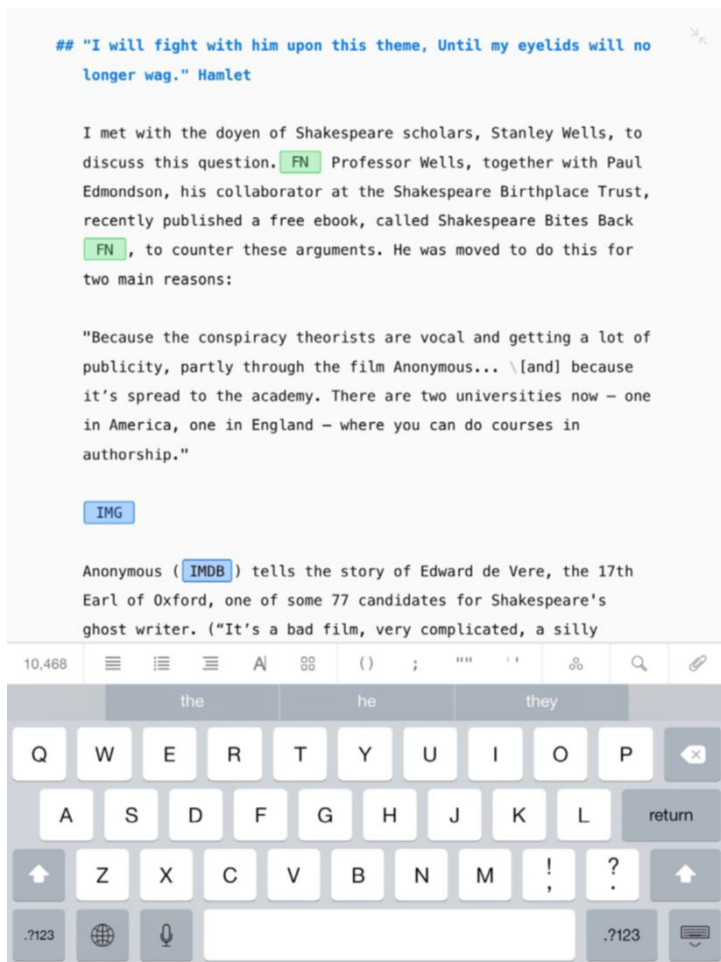 ## "I will fight with him upon this theme, Until my eyelids will no
longer wag." Hamlet
I met with the doyen of Shakespeare scholars, Stanley Wells, to
discuss this question. FN Professor Wells, together with Paul
Edmondson, his collaborator at the Shakespeare Birthplace Trust,
recently published a free ebook, called Shakespeare Bites Back
FN , to counter these arguments. He was moved to do this for
two main reasons:
"Because the conspiracy theorists are vocal and getting a lot of
publicity, partly through the film Anonymous... \[and] because
it’s spread to the academy. There are two universities now – one
in America, one in England – where you can do courses in
authorship."
IMG
Anonymous ( IMDB ) tells the story of Edward de Vere, the 17th
Earl of Oxford, one of some 77 candidates for Shakespeare's
ghost writer. (“It’s a bad film, very complicated, a silly
10,468 A () ; "" ''
the he they
Q W E R T Y U I O P
A S D F G H J K L return
Z X C V B N M ! , ? .
.?123 .?123